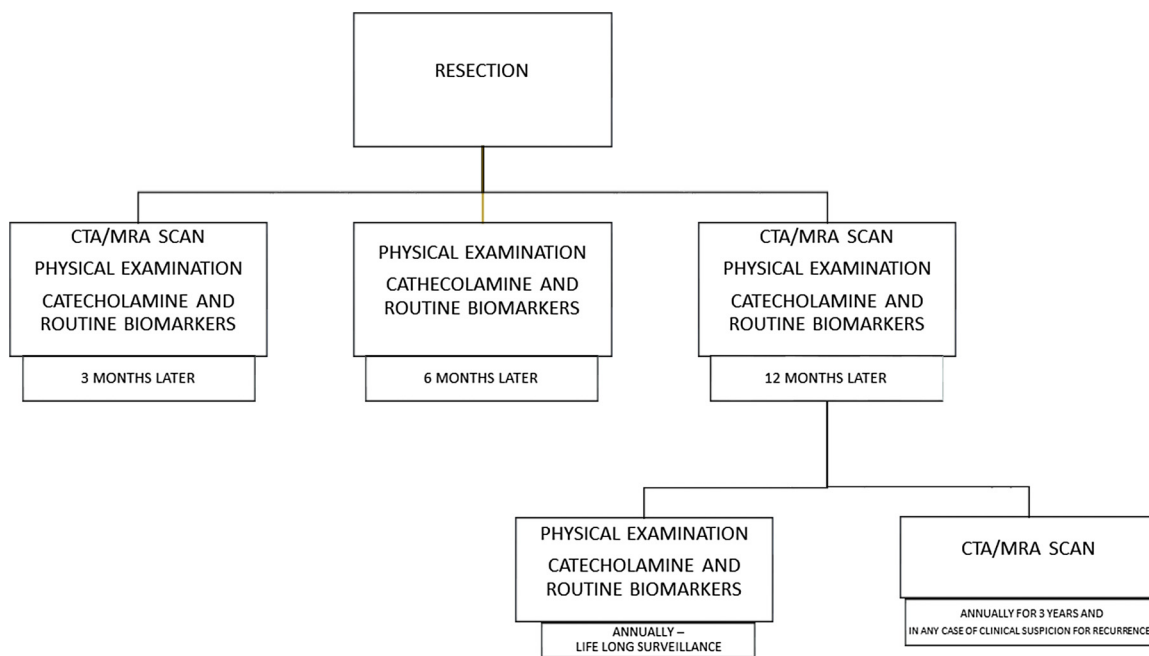 RESECTION
CTA/MRA SCAN
PHYSICAL EXAMINATION
CATECHOLAMINE AND
ROUTINE BIOMARKERS
3 MONTHS LATER
PHYSICAL EXAMINATION
CATHECOLAMINE AND
ROUTINE BIOMARKERS
6 MONTHS LATER
CTA/MRA SCAN
PHYSICAL EXAMINATION
CATECHOLAMINE AND
ROUTINE BIOMARKERS
12 MONTHS LATER
PHYSICAL EXAMINATION
CATECHOLAMINE AND
ROUTINE BIOMARKERS
ANNUALLY –
LIFE LONG SURVEILLANCE
CTA/MRA SCAN
ANNUALLY FOR 3 YEARS AND
IN ANY CASE OF CLINICAL SUSPICION FOR RECURRENCE